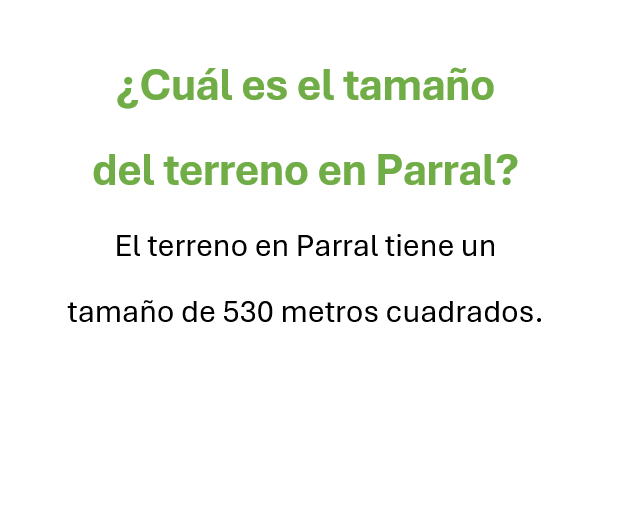 ¿Cuál es el tamaño
del terreno en Parral?
El terreno en Parral tiene un
tamaño de 530 metros cuadrados.